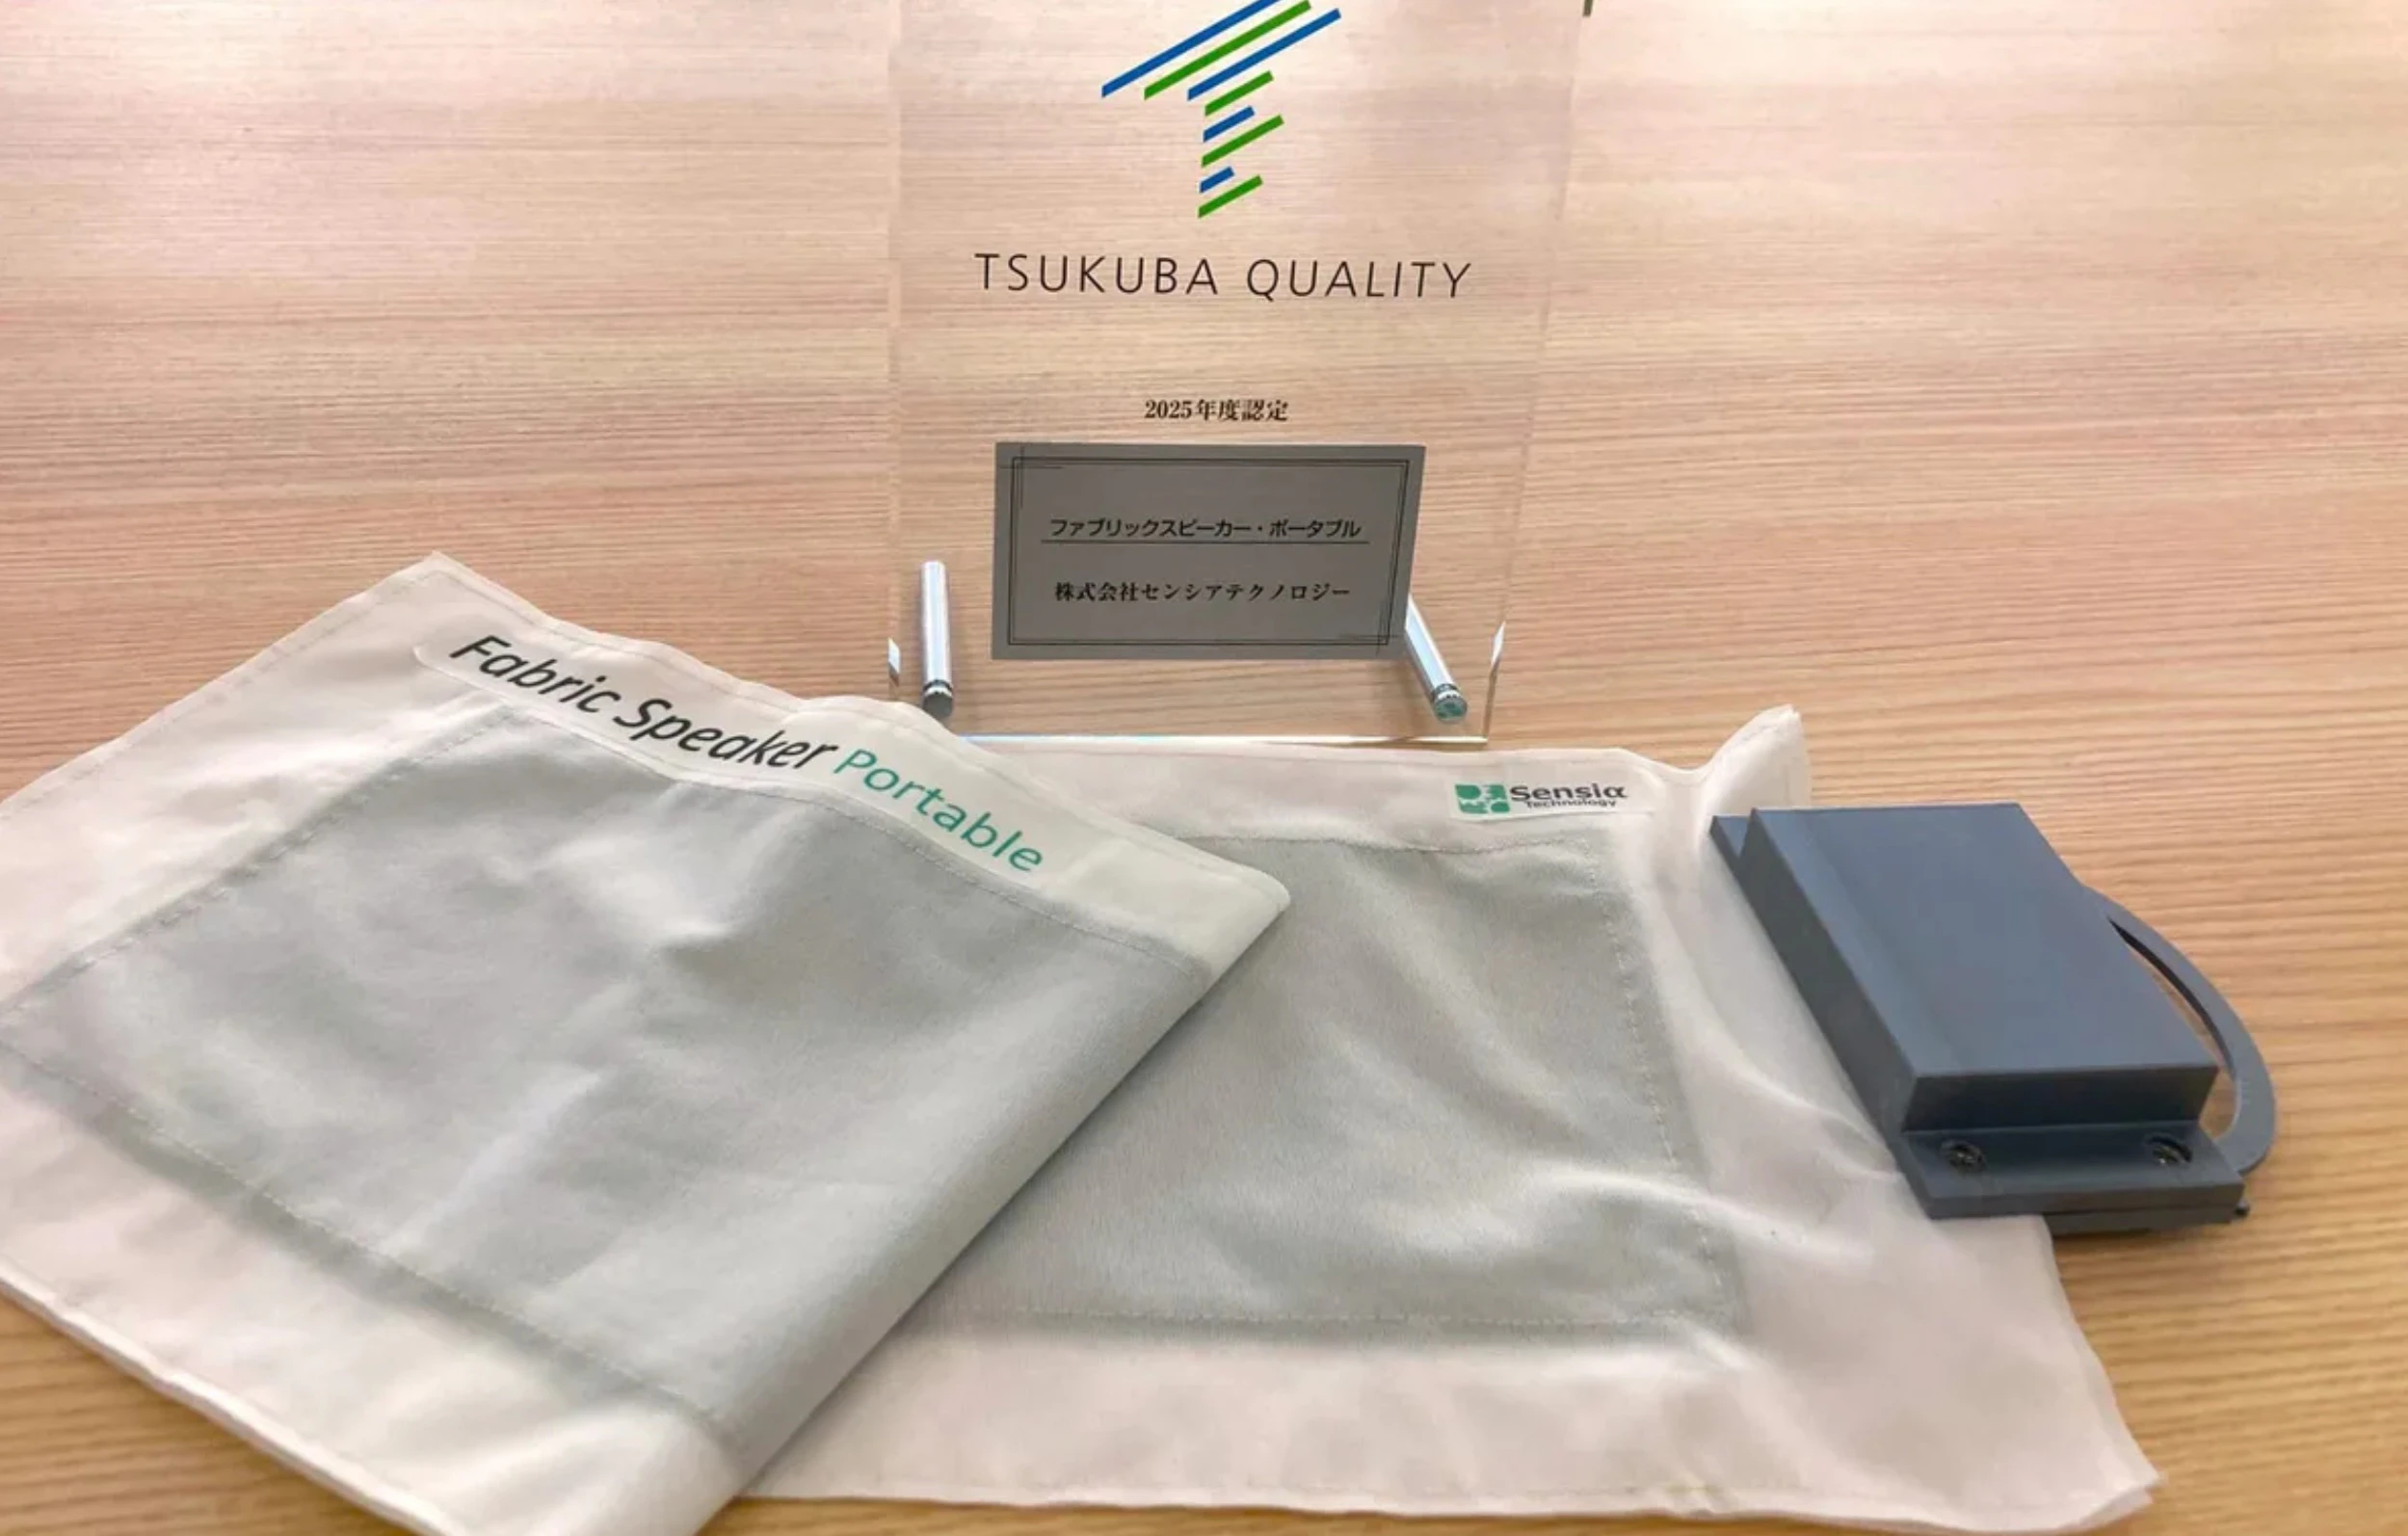 TSUKUBA QUALITY
2025年度認定
ファブリックスピーカー・ポータブル
株式会社センシアテクノロジー
Fabric Speaker Portable
Sensiα
Technology